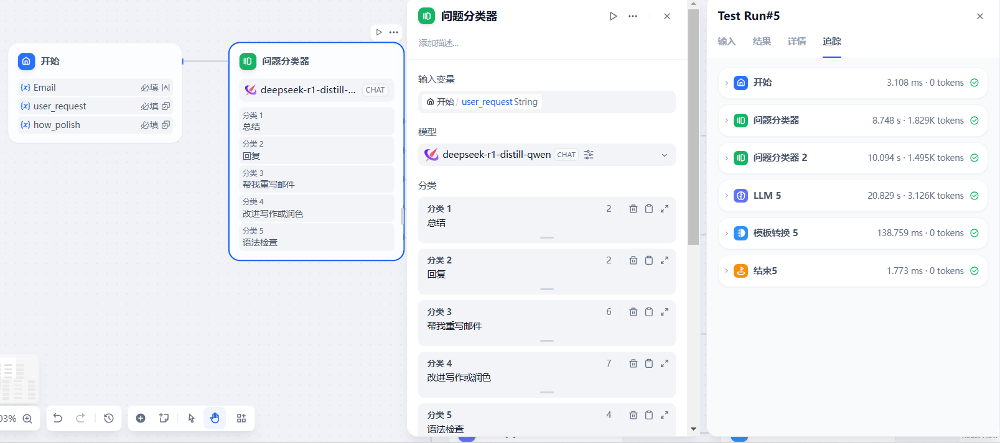 开始
{x} Email 必填
{x} user_request 必填
{x} how_polish 必填
问题分类器
deepseek-r1-distill-... CHAT
分类 1
总结
分类 2
回复
分类 3
帮我重写邮件
分类 4
改进写作或润色
分类 5
语法检查
03%
问题分类器
添加描述...
输入变量
开始 / user_request String
模型
deepseek-r1-distill-qwen CHAT
分类
分类 1 2
总结
分类 2 2
回复
分类 3 6
帮我重写邮件
分类 4 7
改进写作或润色
分类 5 4
语法检查
Test Run#5
输入 结果 详情 追踪
开始 3.108 ms · 0 tokens
问题分类器 8.748 s · 1.829K tokens
问题分类器 2 10.094 s · 1.495K tokens
LLM 5 20.829 s · 3.126K tokens
模板转换 5 138.759 ms · 0 tokens
结束5 1.773 ms · 0 tokens
React Flow